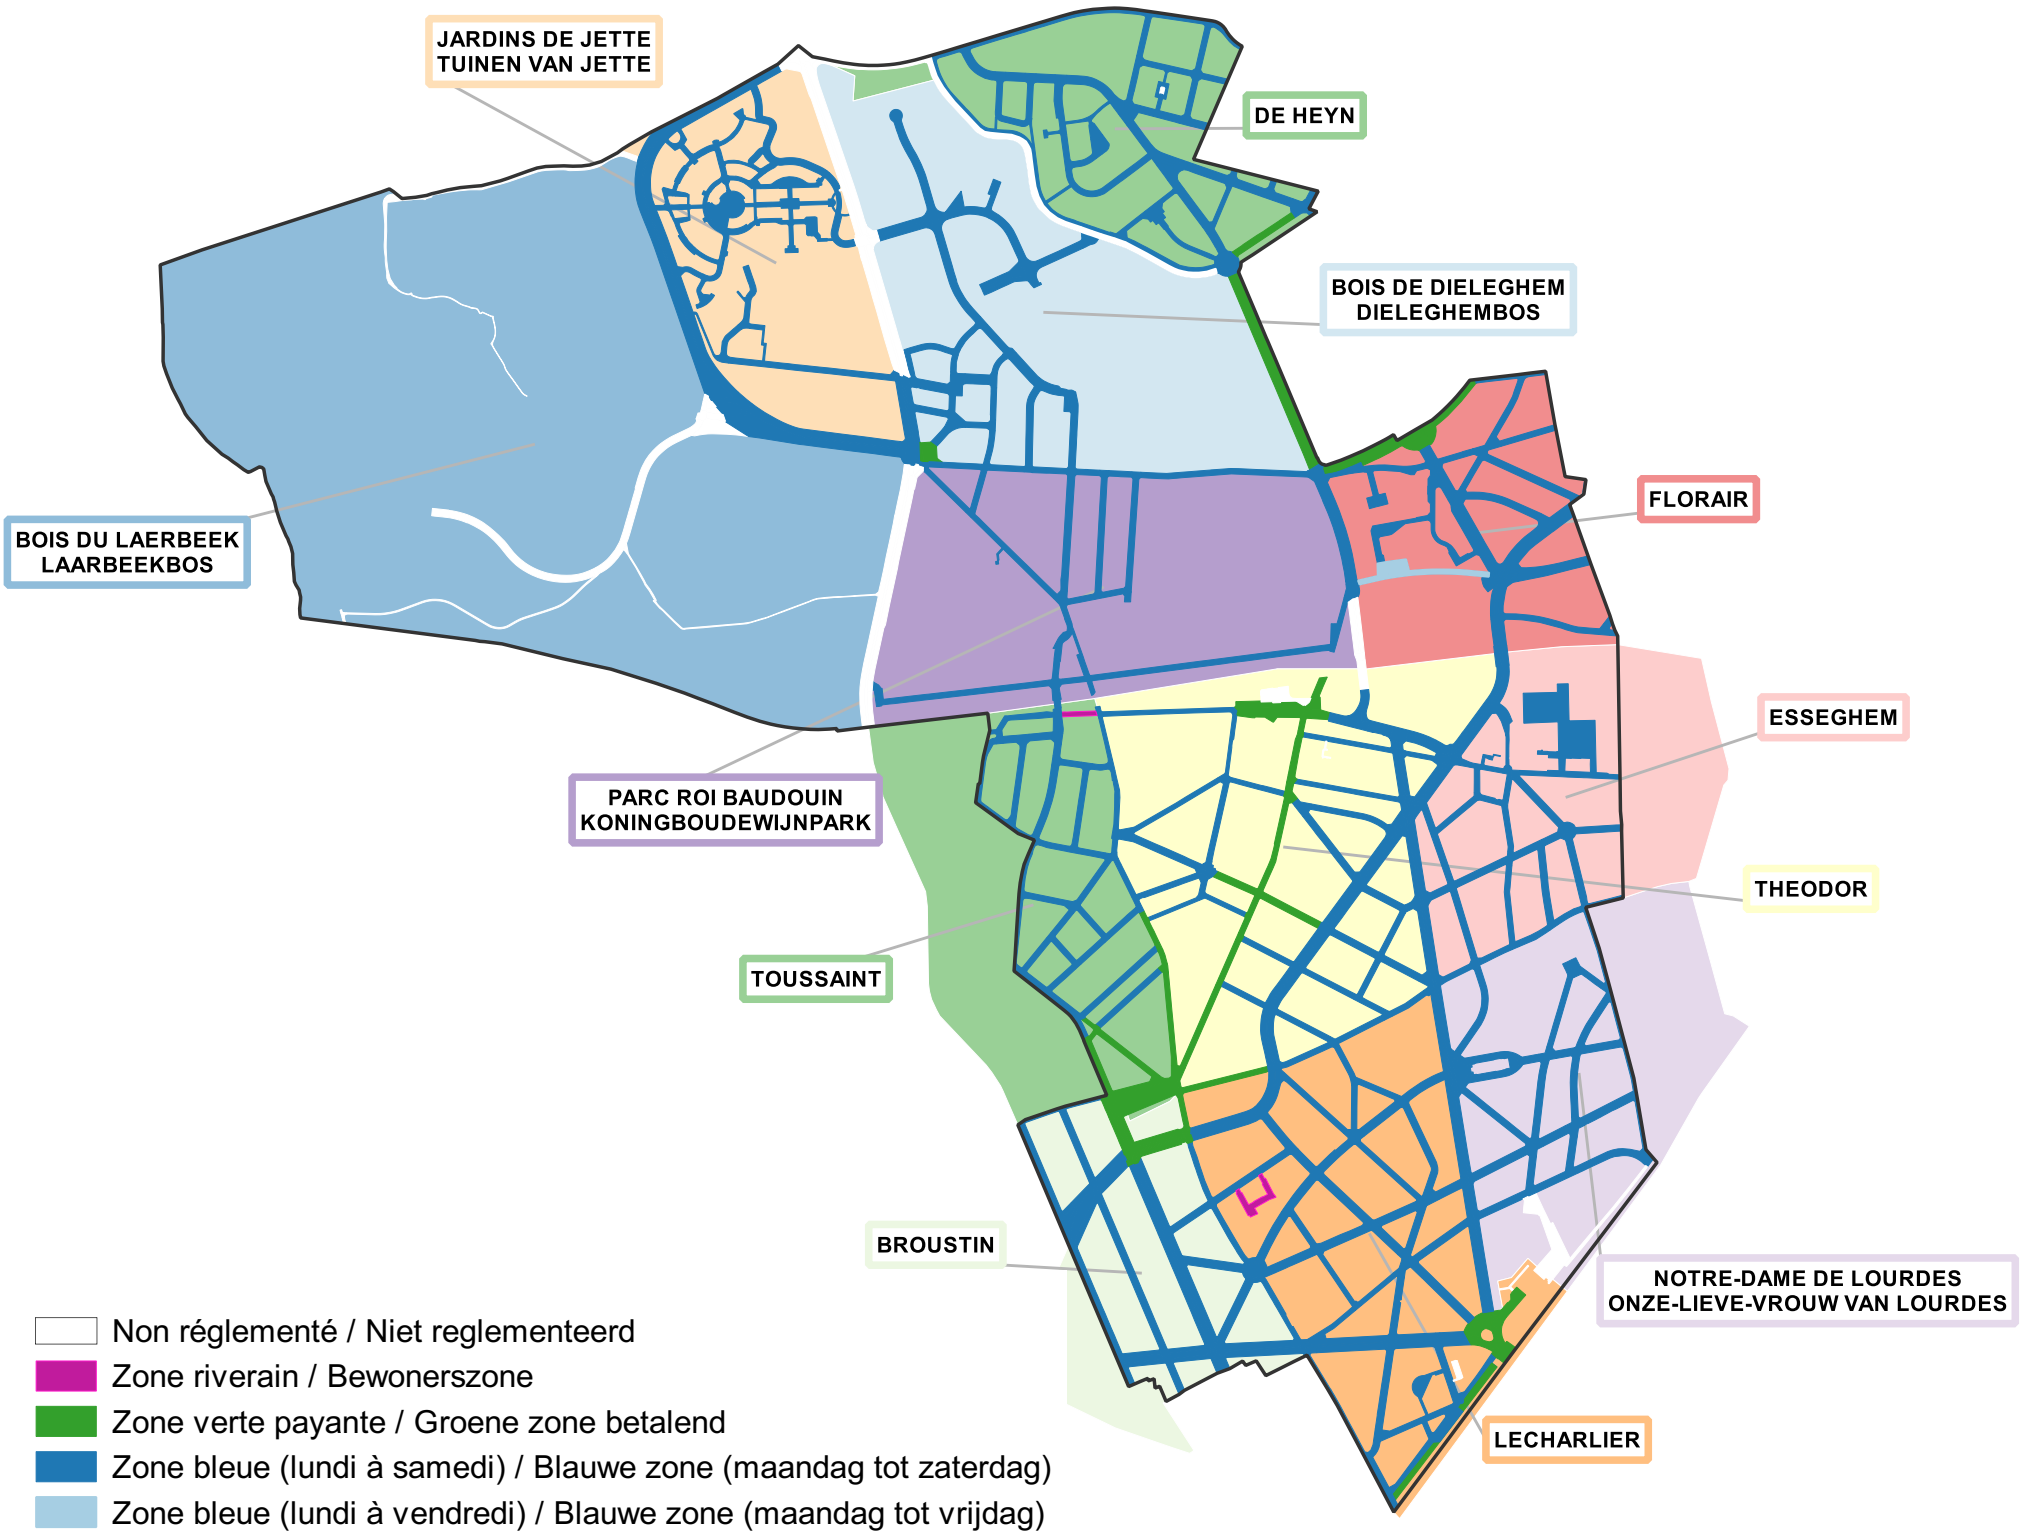 JARDINS DE JETTE
TUINEN VAN JETTE
DE HEYN
BOIS DE DIELEGHEM
DIELEGHEMBOS
FLORAIR
BOIS DU LAERBEEK
LAARBEEKBOS
ESSEGHEM
PARC ROI BAUDOUIN
KONINGBOUDEWIJNPARK
THEODOR
TOUSSAINT
BROUSTIN
NOTRE-DAME DE LOURDES
ONZE-LIEVE-VROUW VAN LOURDES
LECHARLIER
Non réglementé / Niet reglementeerd
Zone riverain / Bewonerszone
Zone verte payante / Groene zone betalend
Zone bleue (lundi à samedi) / Blauwe zone (maandag tot zaterdag)
Zone bleue (lundi à vendredi) / Blauwe zone (maandag tot vrijdag)